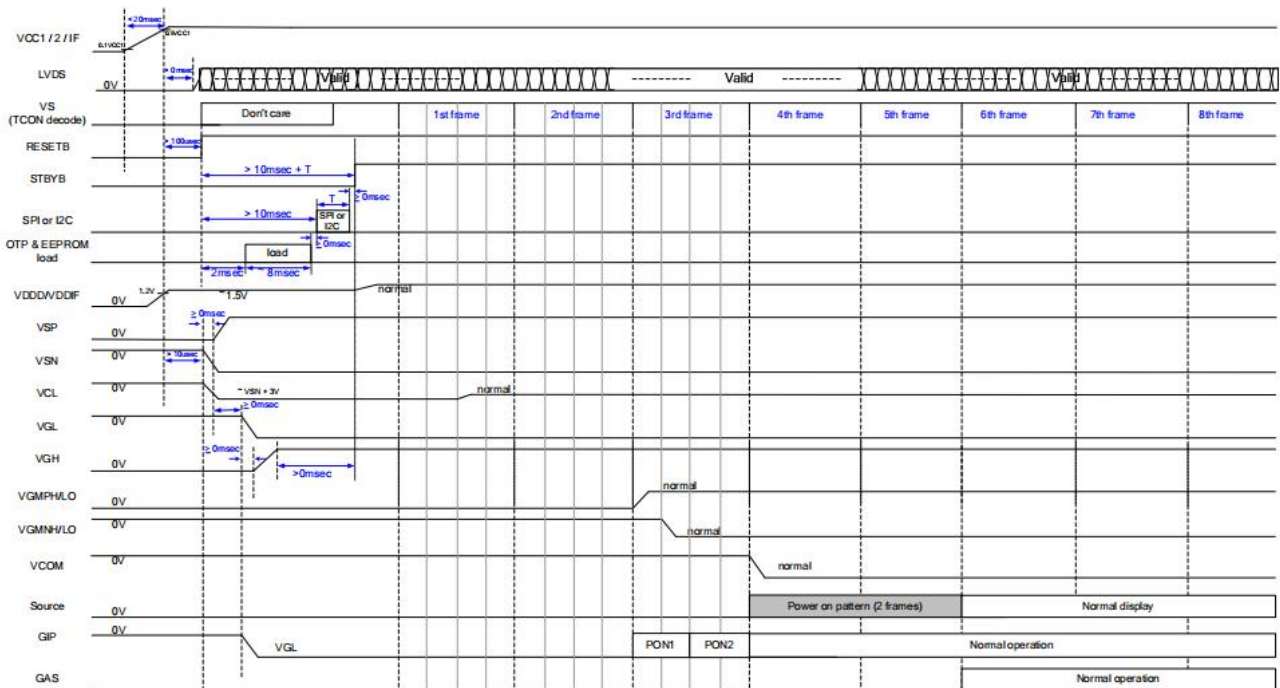 <20msec
VCC1 / 2 / IF
0.1VCC1
0.9VCC1
LVDS
0V
> 0msec
Valid
Valid
Valid
VS
(TCON decode)
Don't care
1st frame
2nd frame
3rd frame
4th frame
5th frame
6th frame
7th frame
8th frame
RESETB
> 100usec
STBYB
> 10msec + T
T
≥ 0msec
SPI or I2C
> 10msec
SPI or
I2C
OTP & EEPROM
load
load
≥ 0msec
2msec
~ 8msec
VDDD/VDDIF
0V
1.2V
~1.5V
normal
≥ 0msec
VSP
0V
VSN
0V
> 10usec
VCL
0V
~ VSN + 3V
normal
≥ 0msec
VGL
0V
VGH
0V
≥ 0msec
>0msec
VGMPH/LO
0V
normal
VGMNH/LO
0V
normal
VCOM
0V
normal
Source
0V
Power on pattern (2 frames)
Normal display
GIP
0V
VGL
PON1
PON2
Normal operation
GAS
Normal operation